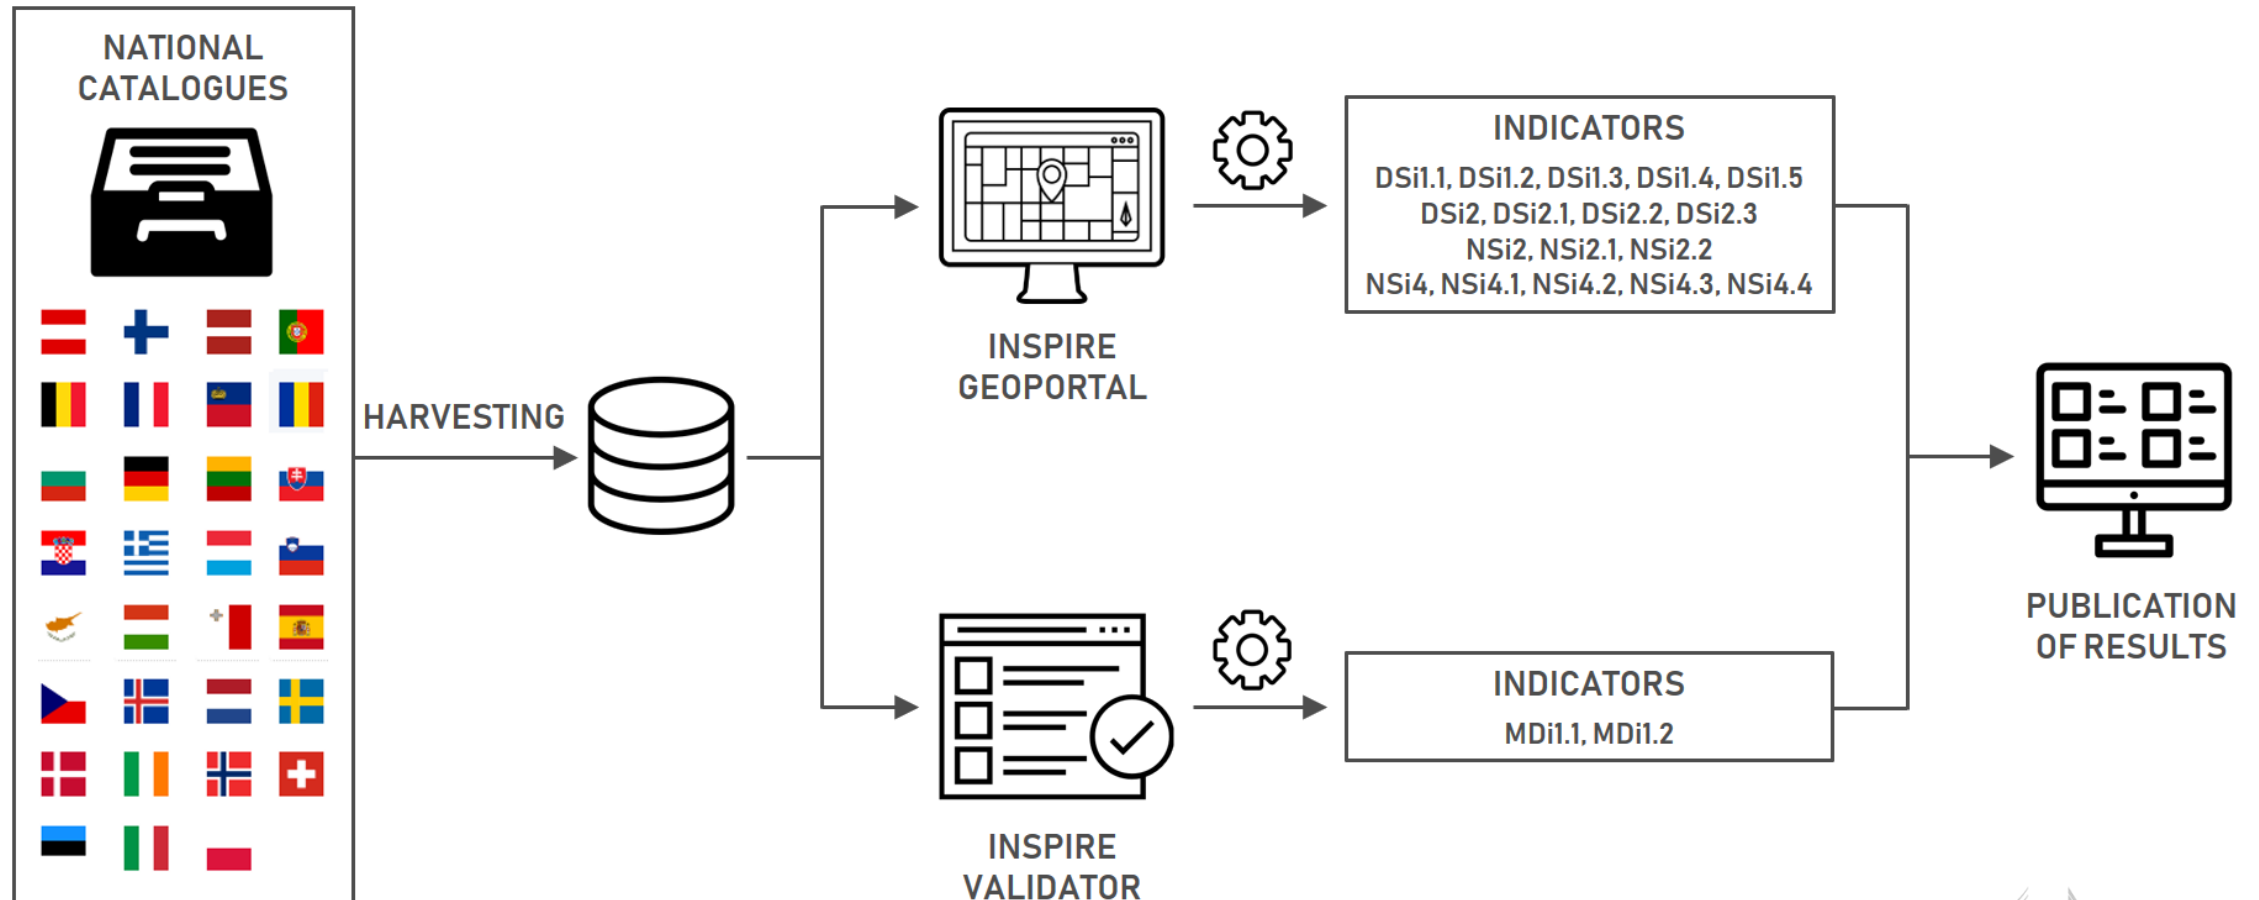 NATIONAL
CATALOGUES
HARVESTING
INSPIRE
GEOPORTAL
INDICATORS
DSi1.1, DSi1.2, DSi1.3, DSi1.4, DSi1.5
DSi2, DSi2.1, DSi2.2, DSi2.3
NSi2, NSi2.1, NSi2.2
NSi4, NSi4.1, NSi4.2, NSi4.3, NSi4.4
INSPIRE
VALIDATOR
INDICATORS
MDi1.1, MDi1.2
PUBLICATION
OF RESULTS